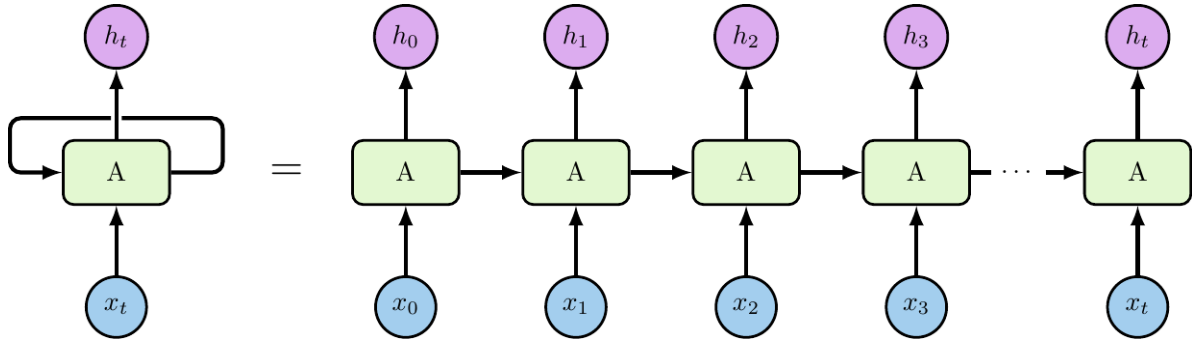 h_t h_0 h_1 h_2 h_3 h_t
A = A A A A ··· A
x_t x_0 x_1 x_2 x_3 x_t